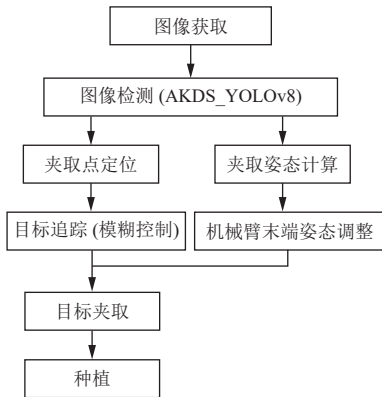 图像获取
图像检测 (AKDS_YOLOv8)
夹取点定位
夹取姿态计算
目标追踪 (模糊控制)
机械臂末端姿态调整
目标夹取
种植